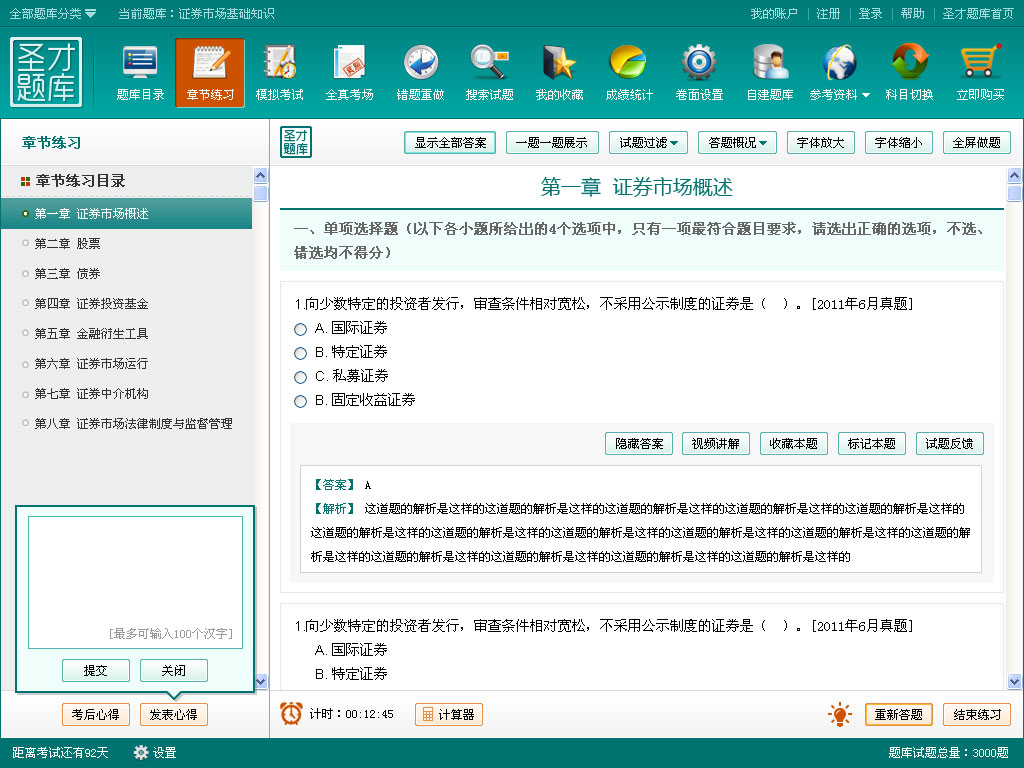 全部题库分类 当前题库：证券市场基础知识 我的账户 注册 登录 帮助 圣才题库首页
圣才
题库
题库目录 章节练习 模拟考试 全真考场 错题重做 搜索试题 我的收藏 成绩统计 卷面设置 自建题库 参考资料 科目切换 立即购买
章节练习
圣才
题库
显示全部答案 一题一题展示 试题过滤 答题概况 字体放大 字体缩小 全屏做题
章节练习目录
第一章 证券市场概述
第二章 股票
第三章 债券
第四章 证券投资基金
第五章 金融衍生工具
第六章 证券市场运行
第七章 证券中介机构
第八章 证券市场法律制度与监督管理
[最多可输入100个汉字]
提交 关闭
考后心得 发表心得
第一章 证券市场概述
一、单项选择题（以下各小题所给出的4个选项中，只有一项最符合题目要求，请选出正确的选项，不选、
错选均不得分）
1.向少数特定的投资者发行，审查条件相对宽松，不采用公示制度的证券是（ ）。[2011年6月真题]
A. 国际证券
B. 特定证券
C. 私募证券
B. 固定收益证券
隐藏答案 视频讲解 收藏本题 标记本题 试题反馈
【答案】 A
【解析】 这道题的解析是这样的这道题的解析是这样的这道题的解析是这样的这道题的解析是这样的这道题的解析是这样的
这道题的解析是这样的这道题的解析是这样的这道题的解析是这样的这道题的解析是这样的这道题的解析是这样的这道题的解
析是这样的这道题的解析是这样的这道题的解析是这样的这道题的解析是这样的这道题的解析是这样的
1.向少数特定的投资者发行，审查条件相对宽松，不采用公示制度的证券是（ ）。[2011年6月真题]
A. 国际证券
B. 特定证券
计时：00:12:45 计算器 重新答题 结束练习
距离考试还有92天 设置 题库试题总量：3000题